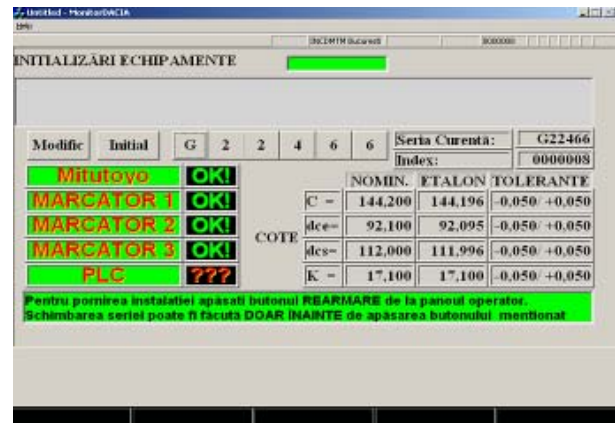 Untitled - MonitorDACIA
Help
INCDMTM Bucuresti
INITIALIZĂRI ECHIPAMENTE
Modific Initial G 2 2 4 6 6 Seria Curenta: G22466
Index: 0000008
Mitutoyo OK!
MARCATOR 1 OK!
MARCATOR 2 OK!
MARCATOR 3 OK!
PLC ???
COTE
NOMIN. ETALON TOLERANTE
C = 144,200 144,196 -0,050/ +0,050
dce= 92,100 92,095 -0,050/ +0,050
dcs= 112,000 111,996 -0,050/ +0,050
K = 17,100 17,100 -0,050/ +0,050
Pentru pornirea instalatiei apăsati butonul REARMARE de la panoul operator.
Schimbarea seriei poate fi făcută DOAR INAINTE de apăsarea butonului mentionat